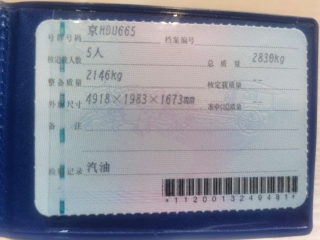 号牌号码 京HDU665 档案编号
核定载人数 5人 总质量 2830kg
整备质量 2146kg 核定载质量 --
外廓尺寸 4918×1983×1673mm 准牵引总质量 --
备注
检验记录 汽油